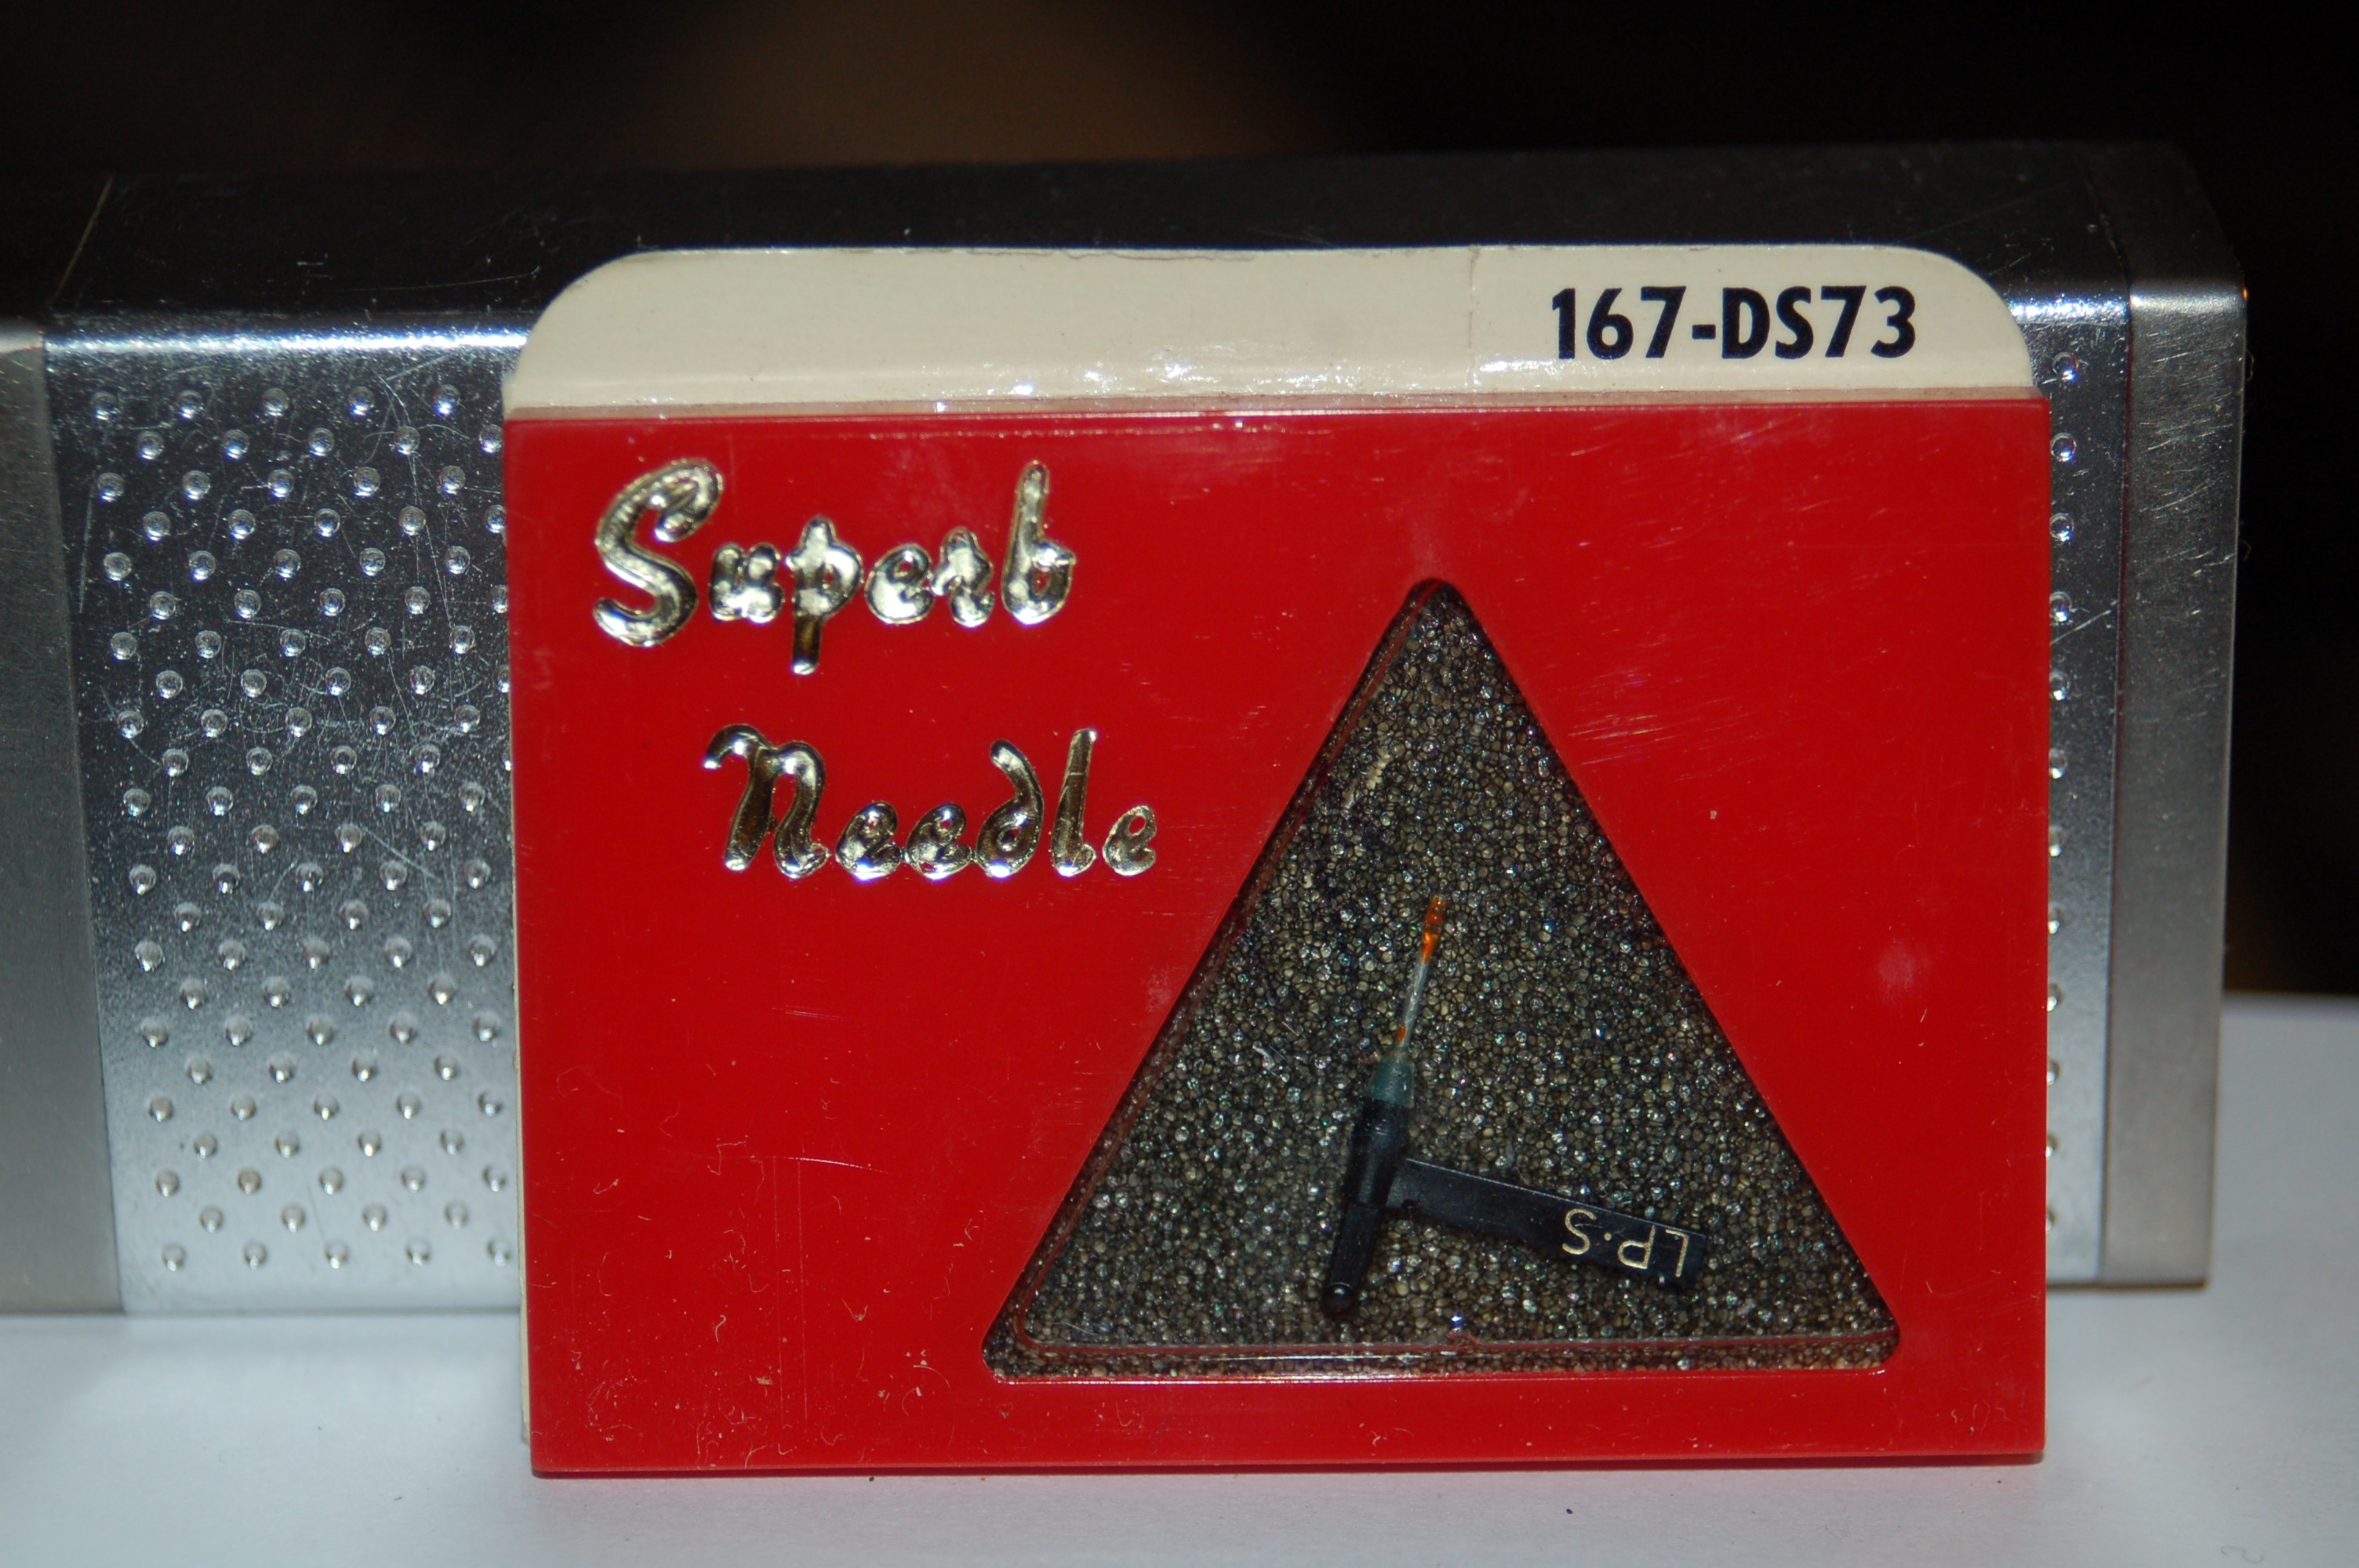 167-DS73
Superb
Needle
LP·S